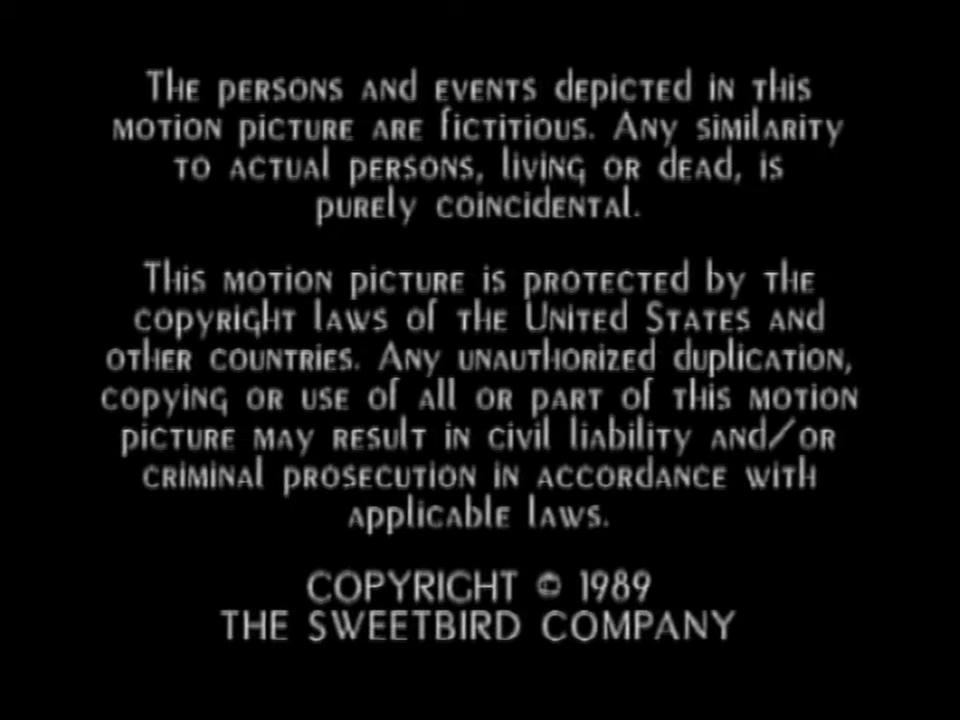 The persons and events depicted in this
motion picture are fictitious. Any similarity
to actual persons, living or dead, is
purely coincidental.
This motion picture is protected by the
copyright laws of the United States and
other countries. Any unauthorized duplication,
copying or use of all or part of this motion
picture may result in civil liability and/or
criminal prosecution in accordance with
applicable laws.
COPYRIGHT © 1989
THE SWEETBIRD COMPANY